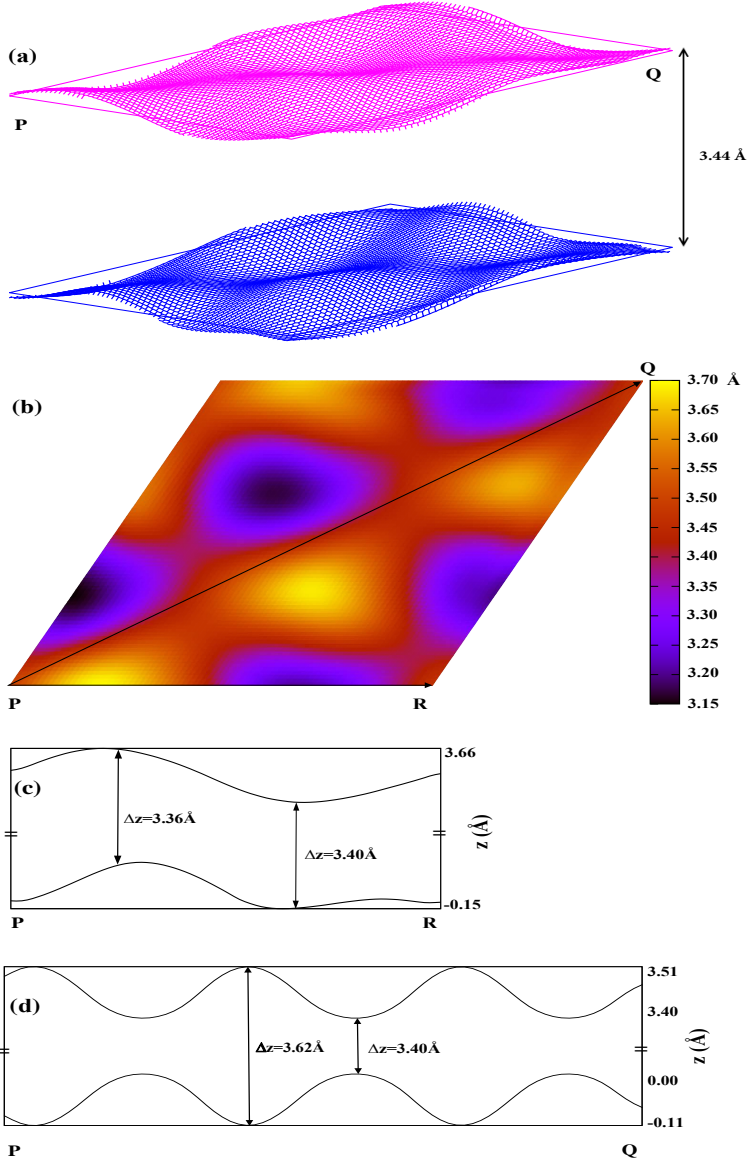 (a)
P
Q
3.44 Å
(b)
Q
P
R
3.70 Å
3.65
3.60
3.55
3.50
3.45
3.40
3.35
3.30
3.25
3.20
3.15
(c)
Δz=3.36Å
Δz=3.40Å
3.66
z (Å)
-0.15
P
R
(d)
Δz=3.62Å
Δz=3.40Å
3.51
3.40
z (Å)
0.00
-0.11
P
Q